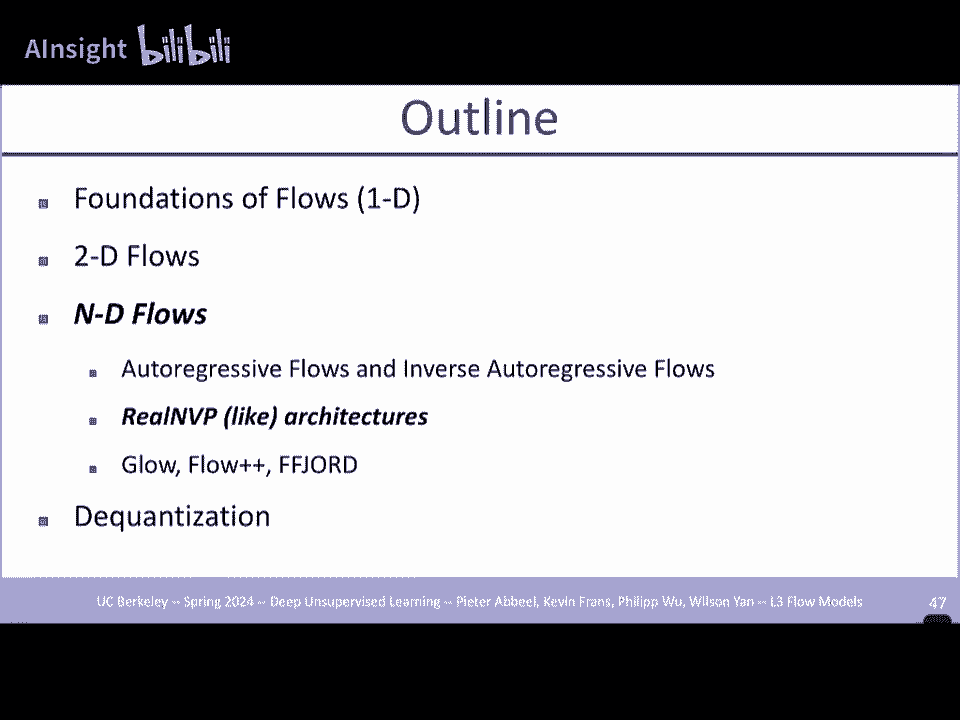 AInsight bilibili
Outline
Foundations of Flows (1-D)
2-D Flows
N-D Flows
Autoregressive Flows and Inverse Autoregressive Flows
RealNVP (like) architectures
Glow, Flow++, FFJORD
Dequantization
UC Berkeley -- Spring 2024 -- Deep Unsupervised Learning -- Pieter Abbeel, Kevin Frans, Philipp Wu, Wilson Yan -- L3 Flow Models
47